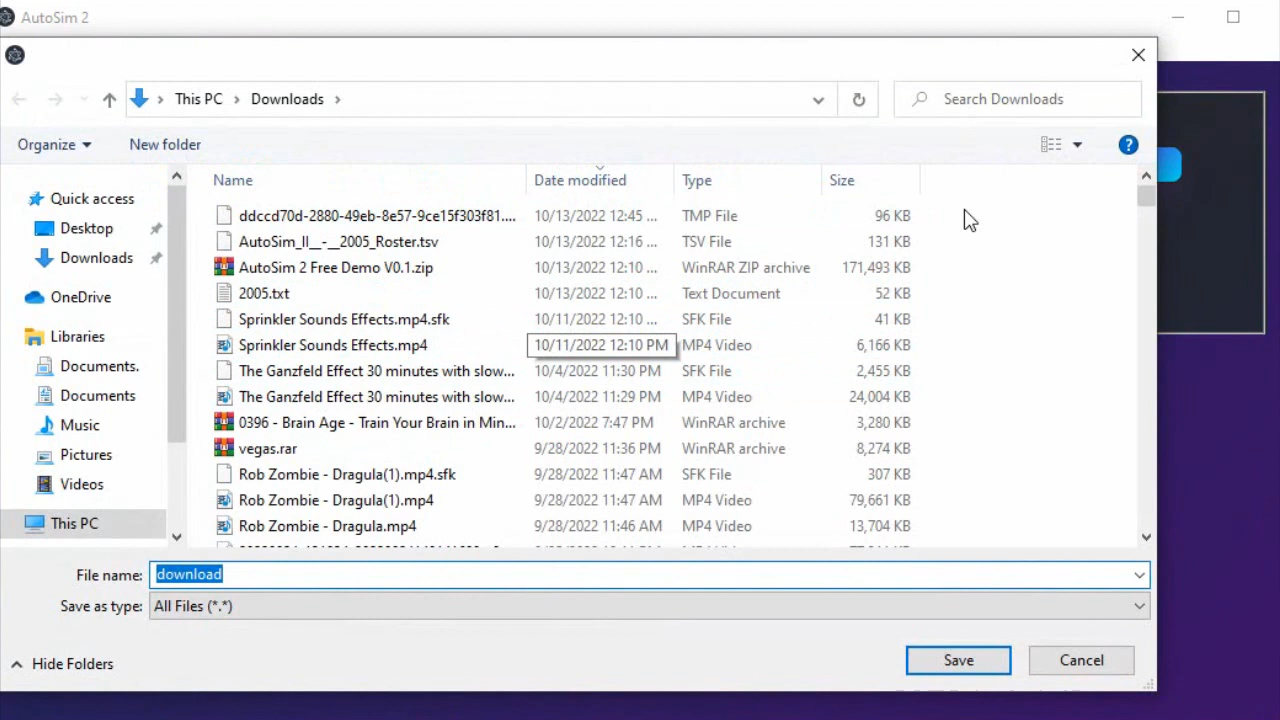 AutoSim 2
This PC > Downloads >
Search Downloads
Organize
New folder
Name
Date modified
Type
Size
Quick access
Desktop
Downloads
OneDrive
Libraries
Documents.
Documents
Music
Pictures
Videos
This PC
ddccd70d-2880-49eb-8e57-9ce15f303f81.... 10/13/2022 12:45 ... TMP File 96 KB
AutoSim_II__-__2005_Roster.tsv 10/13/2022 12:16 ... TSV File 131 KB
AutoSim 2 Free Demo V0.1.zip 10/13/2022 12:10 ... WinRAR ZIP archive 171,493 KB
2005.txt 10/13/2022 12:10 ... Text Document 52 KB
Sprinkler Sounds Effects.mp4.sfk 10/11/2022 12:10 ... SFK File 41 KB
Sprinkler Sounds Effects.mp4 10/11/2022 12:10 PM MP4 Video 6,166 KB
The Ganzfeld Effect 30 minutes with slow... 10/4/2022 11:30 PM SFK File 2,455 KB
The Ganzfeld Effect 30 minutes with slow... 10/4/2022 11:29 PM MP4 Video 24,004 KB
0396 - Brain Age - Train Your Brain in Min... 10/2/2022 7:47 PM WinRAR archive 3,280 KB
vegas.rar 9/28/2022 11:36 PM WinRAR archive 8,274 KB
Rob Zombie - Dragula(1).mp4.sfk 9/28/2022 11:47 AM SFK File 307 KB
Rob Zombie - Dragula(1).mp4 9/28/2022 11:47 AM MP4 Video 79,661 KB
Rob Zombie - Dragula.mp4 9/28/2022 11:46 AM MP4 Video 13,704 KB
File name: download
Save as type: All Files (*.*)
Hide Folders
Save
Cancel